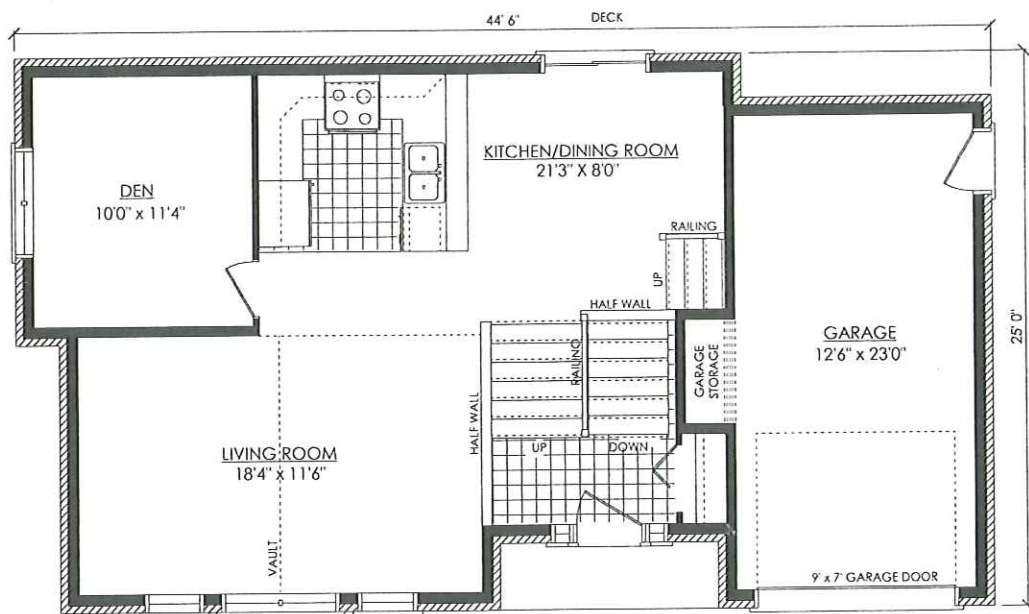 44' 6"
DECK
KITCHEN/DINING ROOM
21'3" X 8'0"
DEN
10'0" x 11'4"
RAILING
UP
HALF WALL
25' 0"
GARAGE
12'6" x 23'0"
RAILING
GARAGE
STORAGE
HALF WALL
UP
DOWN
LIVING ROOM
18'4" x 11'6"
VAULT
9' x 7' GARAGE DOOR